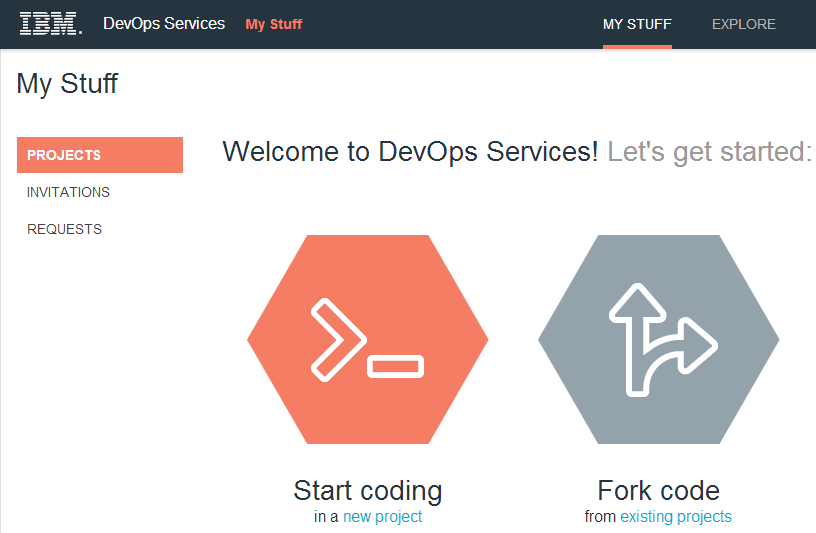 IBM. DevOps Services My Stuff MY STUFF EXPLORE
My Stuff
PROJECTS
INVITATIONS
REQUESTS
Welcome to DevOps Services! Let's get started:
Start coding
in a new project
Fork code
from existing projects